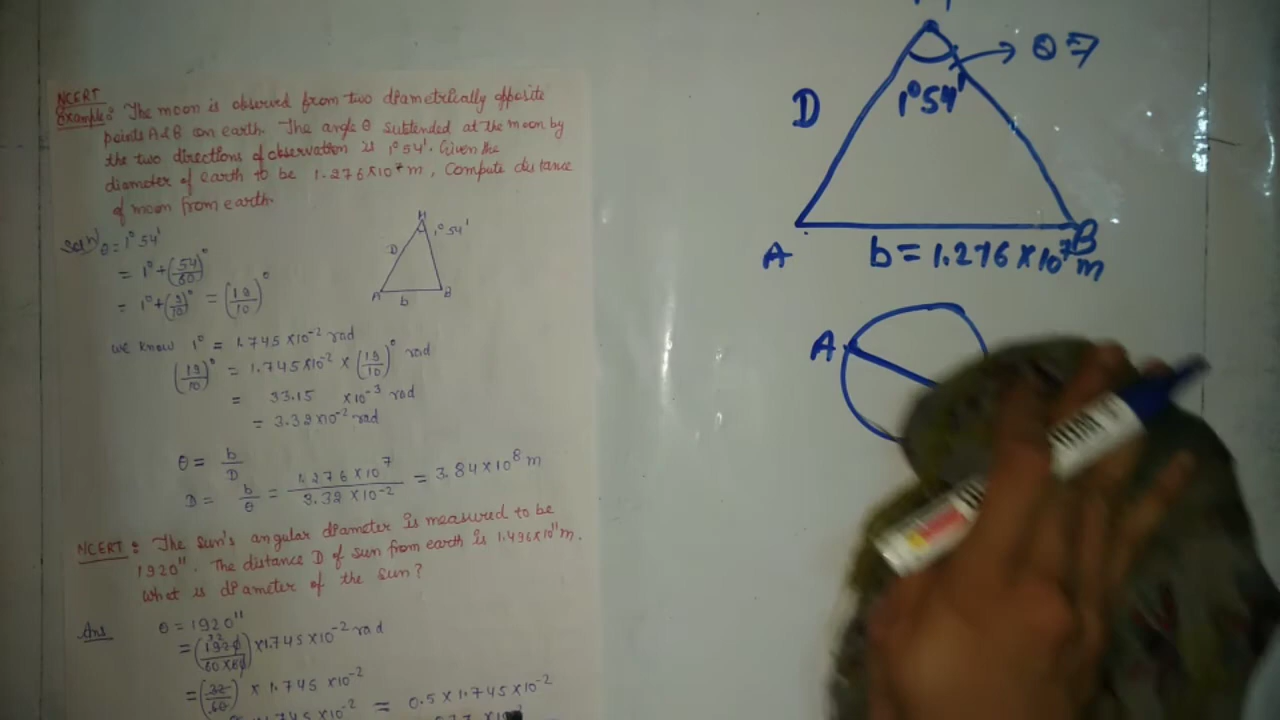 NCERT
Example: The moon is observed from two diametrically opposite
points A & B on earth. The angle θ subtended at the moon by
the two directions of observation is 1° 54'. Given the
diameter of earth to be 1.276×10⁷ m, Compute distance
of moon from earth.
Solⁿ) θ = 1° 54'
= 1° + (54/60)°
= 1° + (9/10)° = (19/10)°
M
1° 54'
D
A b B
we know 1° = 1.745 ×10⁻² rad
(19/10)° = 1.745×10⁻² × (19/10)° rad
= 33.15 ×10⁻³ rad
= 3.32×10⁻² rad
θ = b/D
D = b/θ = 1.276×10⁷/3.32×10⁻² = 3.84×10⁸ m
NCERT: The sun's angular diameter is measured to be
1920". The distance D of sun from earth is 1.496×10¹¹m.
What is diameter of the sun?
Ans θ = 1920"
= (1920/60×60) ×1.745×10⁻² rad
= (32/60) × 1.745 ×10⁻²
1.745 ×10⁻² = 0.5 × 1.745 ×10⁻²
θ =
1° 54'
D
A B
b = 1.276×10⁷ m
A